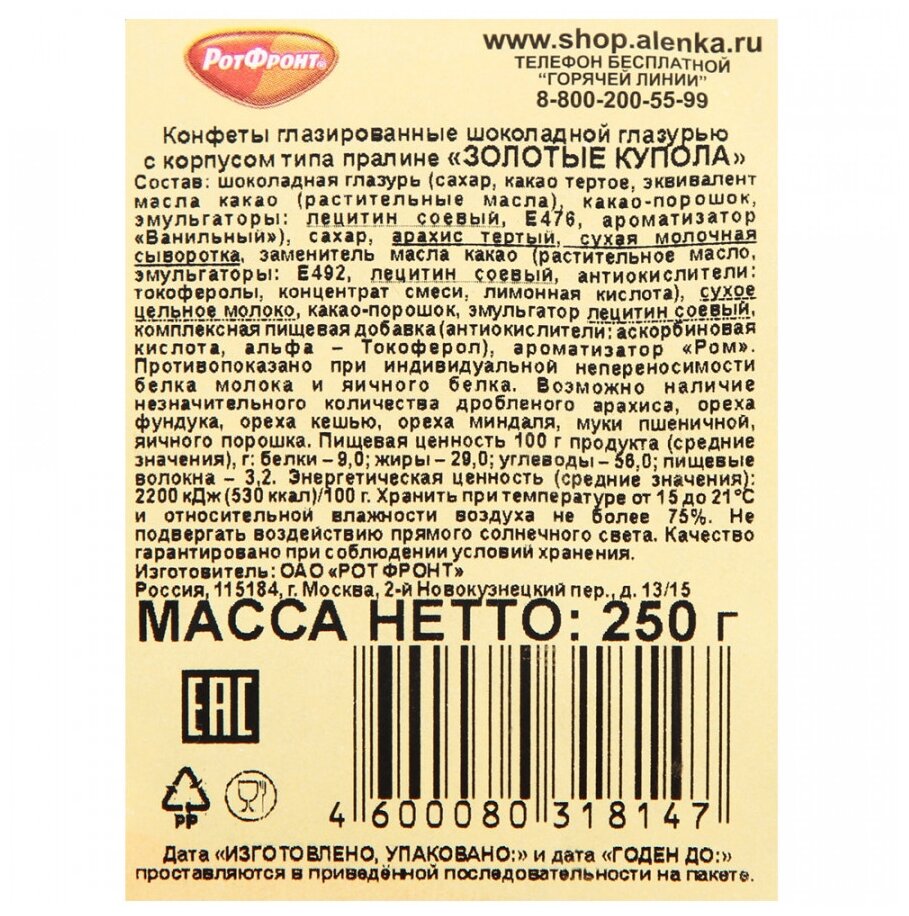 РотФронт®
www.shop.alenka.ru
ТЕЛЕФОН БЕСПЛАТНОЙ
"ГОРЯЧЕЙ ЛИНИИ"
8-800-200-55-99
Конфеты глазированные шоколадной глазурью
с корпусом типа пралине «ЗОЛОТЫЕ КУПОЛА»
Состав: шоколадная глазурь (сахар, какао тертое, эквивалент
масла какао (растительные масла), какао-порошок,
эмульгаторы: лецитин соевый, Е476, ароматизатор
«Ванильный»), сахар, арахис тертый, сухая молочная
сыворотка, заменитель масла какао (растительное масло,
эмульгаторы: Е492, лецитин соевый, антиокислители:
токоферолы, концентрат смеси, лимонная кислота), сухое
цельное молоко, какао-порошок, эмульгатор лецитин соевый,
комплексная пищевая добавка (антиокислители: аскорбиновая
кислота, альфа – Токоферол), ароматизатор «Ром».
Противопоказано при индивидуальной непереносимости
белка молока и яичного белка. Возможно наличие
незначительного количества дробленого арахиса, ореха
фундука, ореха кешью, ореха миндаля, муки пшеничной,
яичного порошка. Пищевая ценность 100 г продукта (средние
значения), г: белки – 9,0; жиры – 29,0; углеводы – 56,0; пищевые
волокна – 3,2. Энергетическая ценность (средние значения):
2200 кДж (530 ккал)/100 г. Хранить при температуре от 15 до 21°С
и относительной влажности воздуха не более 75%. Не
подвергать воздействию прямого солнечного света. Качество
гарантировано при соблюдении условий хранения.
Изготовитель: ОАО «РОТ ФРОНТ»
Россия, 115184, г. Москва, 2-й Новокузнецкий пер., д. 13/15
МАССА НЕТТО: 250 г
ЕАС
PP
4 600080 318147
Дата «ИЗГОТОВЛЕНО, УПАКОВАНО:» и дата «ГОДЕН ДО:»
проставляются в приведённой последовательности на пакете.